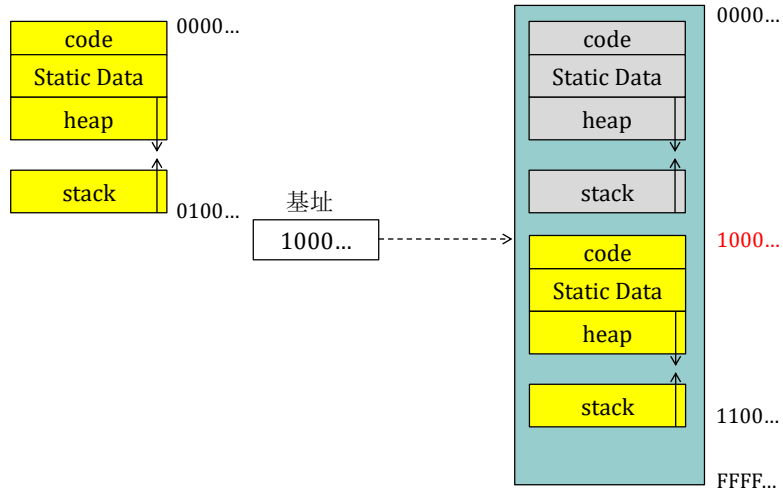 code
Static Data
heap
stack
0000...
0100...
基址
1000...
code
Static Data
heap
stack
code
Static Data
heap
stack
0000...
1000...
1100...
FFFF...